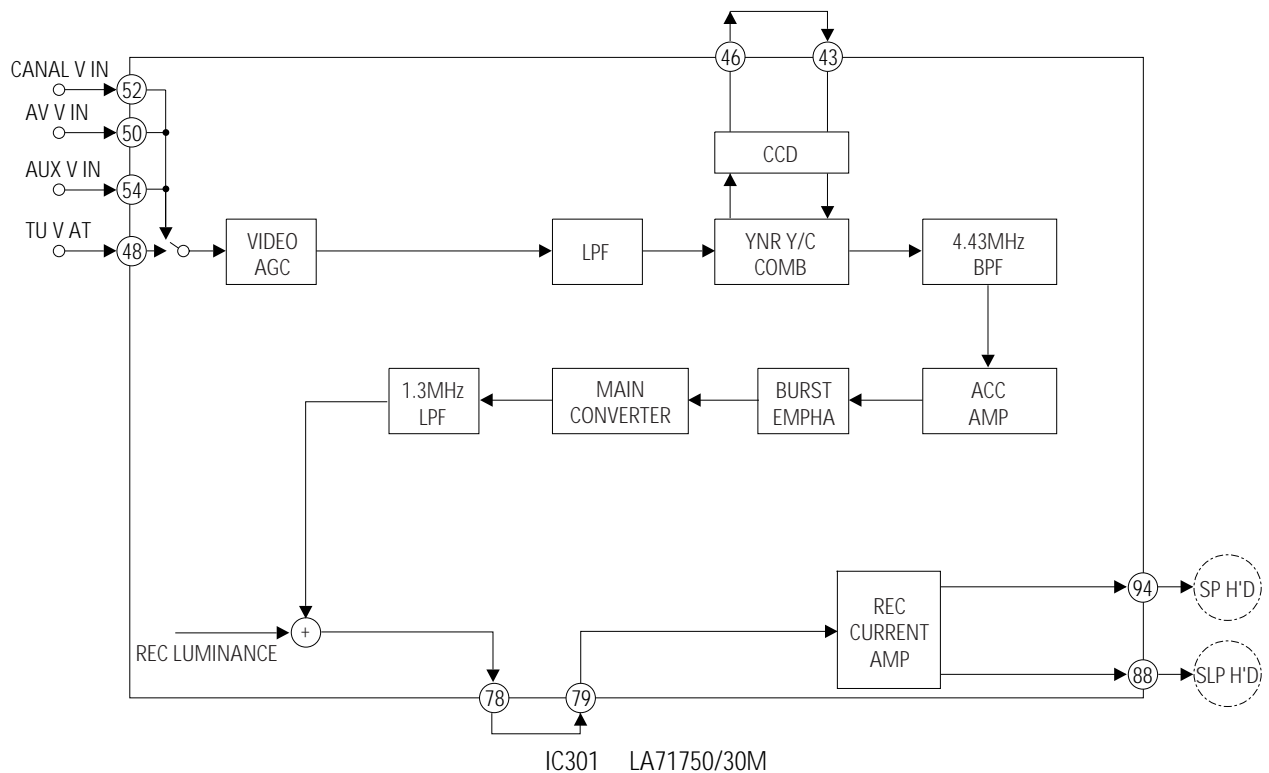 46
43
CANAL V IN
52
AV V IN
50
AUX V IN
54
TU V AT
48
VIDEO
AGC
LPF
CCD
YNR Y/C
COMB
4.43MHz
BPF
1.3MHz
LPF
MAIN
CONVERTER
BURST
EMPHA
ACC
AMP
REC LUMINANCE
+
78
79
REC
CURRENT
AMP
94
SP H'D
88
SLP H'D
IC301 LA71750/30M